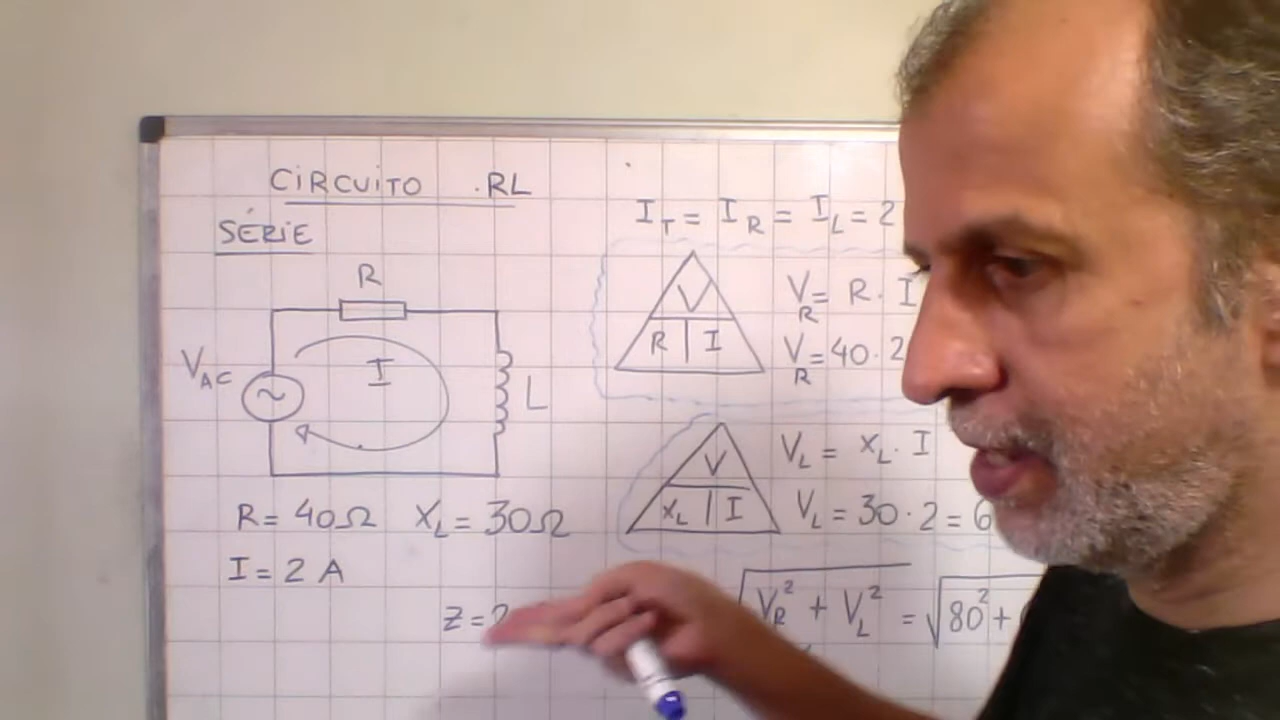 CIRCUITO RL
SÉRIE
R
V_AC
I
L
R = 40Ω X_L = 30Ω
I = 2 A
Z = ?
I_T = I_R = I_L = 2
V
R | I
V_R = R · I
V_R = 40 · 2
V
X_L | I
V_L = X_L · I
V_L = 30 · 2 = 6
√V_R² + V_L² = √80² +